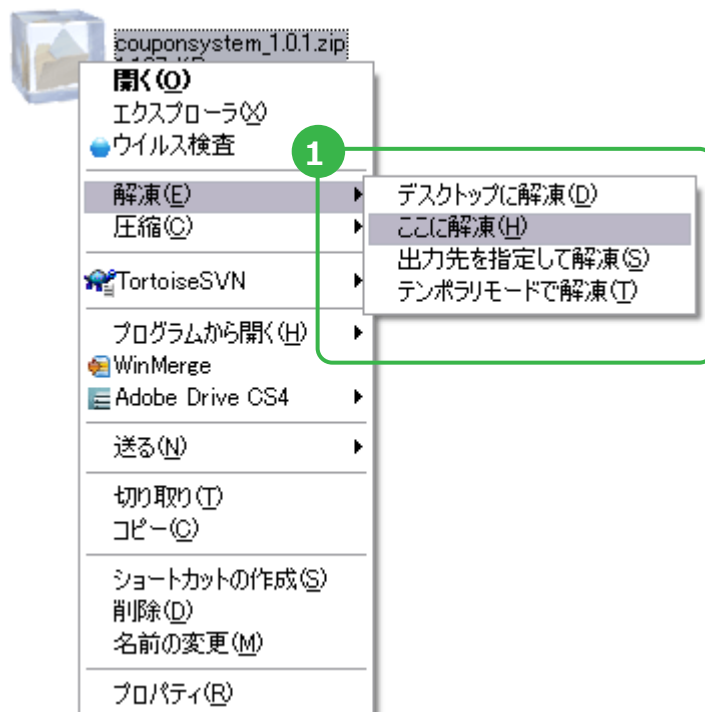 couponsystem_1.0.1.zip
開く(O)
エクスプローラ(X)
ウイルス検査
1
解凍(E)
デスクトップに解凍(D)
圧縮(C)
ここに解凍(H)
出力先を指定して解凍(S)
TortoiseSVN
テンポラリモードで解凍(T)
プログラムから開く(H)
WinMerge
Adobe Drive CS4
送る(N)
切り取り(T)
コピー(C)
ショートカットの作成(S)
削除(D)
名前の変更(M)
プロパティ(R)